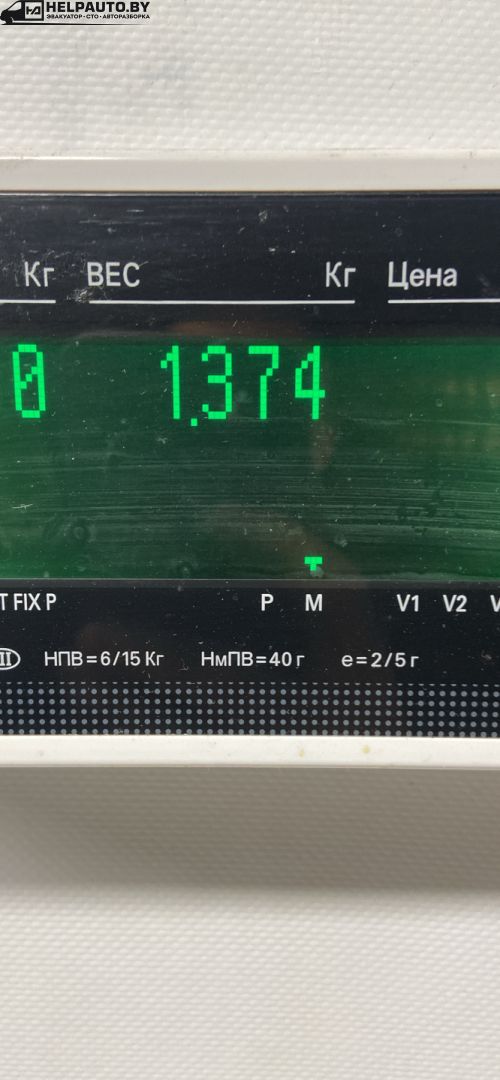 HELPAUTO.BY
ЭВАКУАТОР · СТО · АВТОРАЗБОРКА
Кг ВЕС Кг Цена
0 1.374
T FIX P P M V1 V2 V
III НПВ=6/15 Кг НмПВ=40 г е=2/5 г